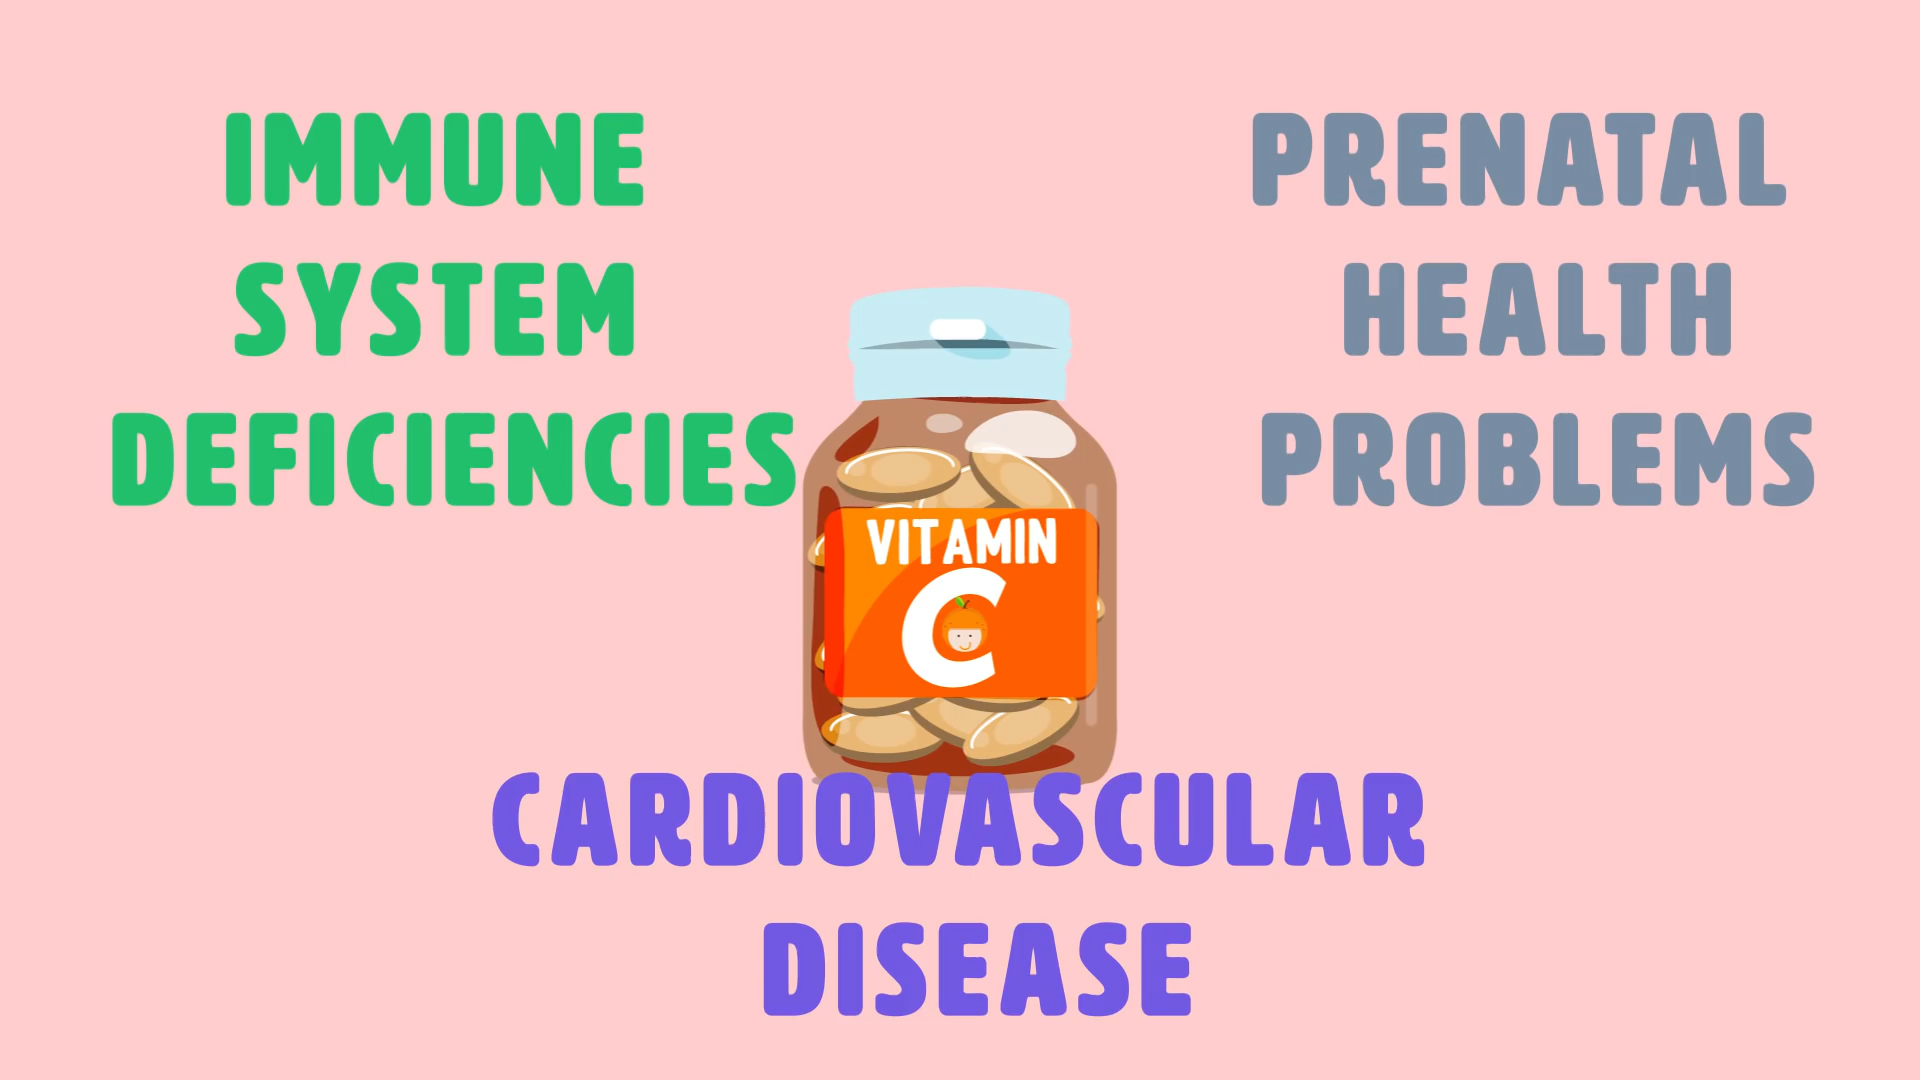 IMMUNE
SYSTEM
DEFICIENCIES
PRENATAL
HEALTH
PROBLEMS
VITAMIN
C
CARDIOVASCULAR
DISEASE